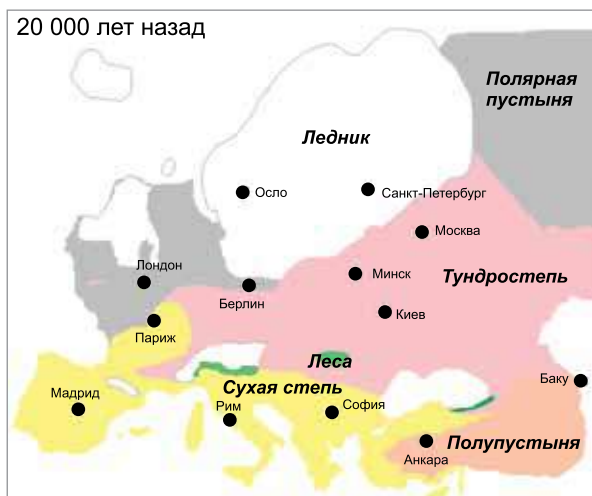 20 000 лет назад
Полярная
пустыня
Ледник
Осло
Санкт-Петербург
Москва
Лондон
Минск
Тундростепь
Берлин
Киев
Париж
Леса
Сухая степь
Баку
Мадрид
Рим
София
Полупустыня
Анкара